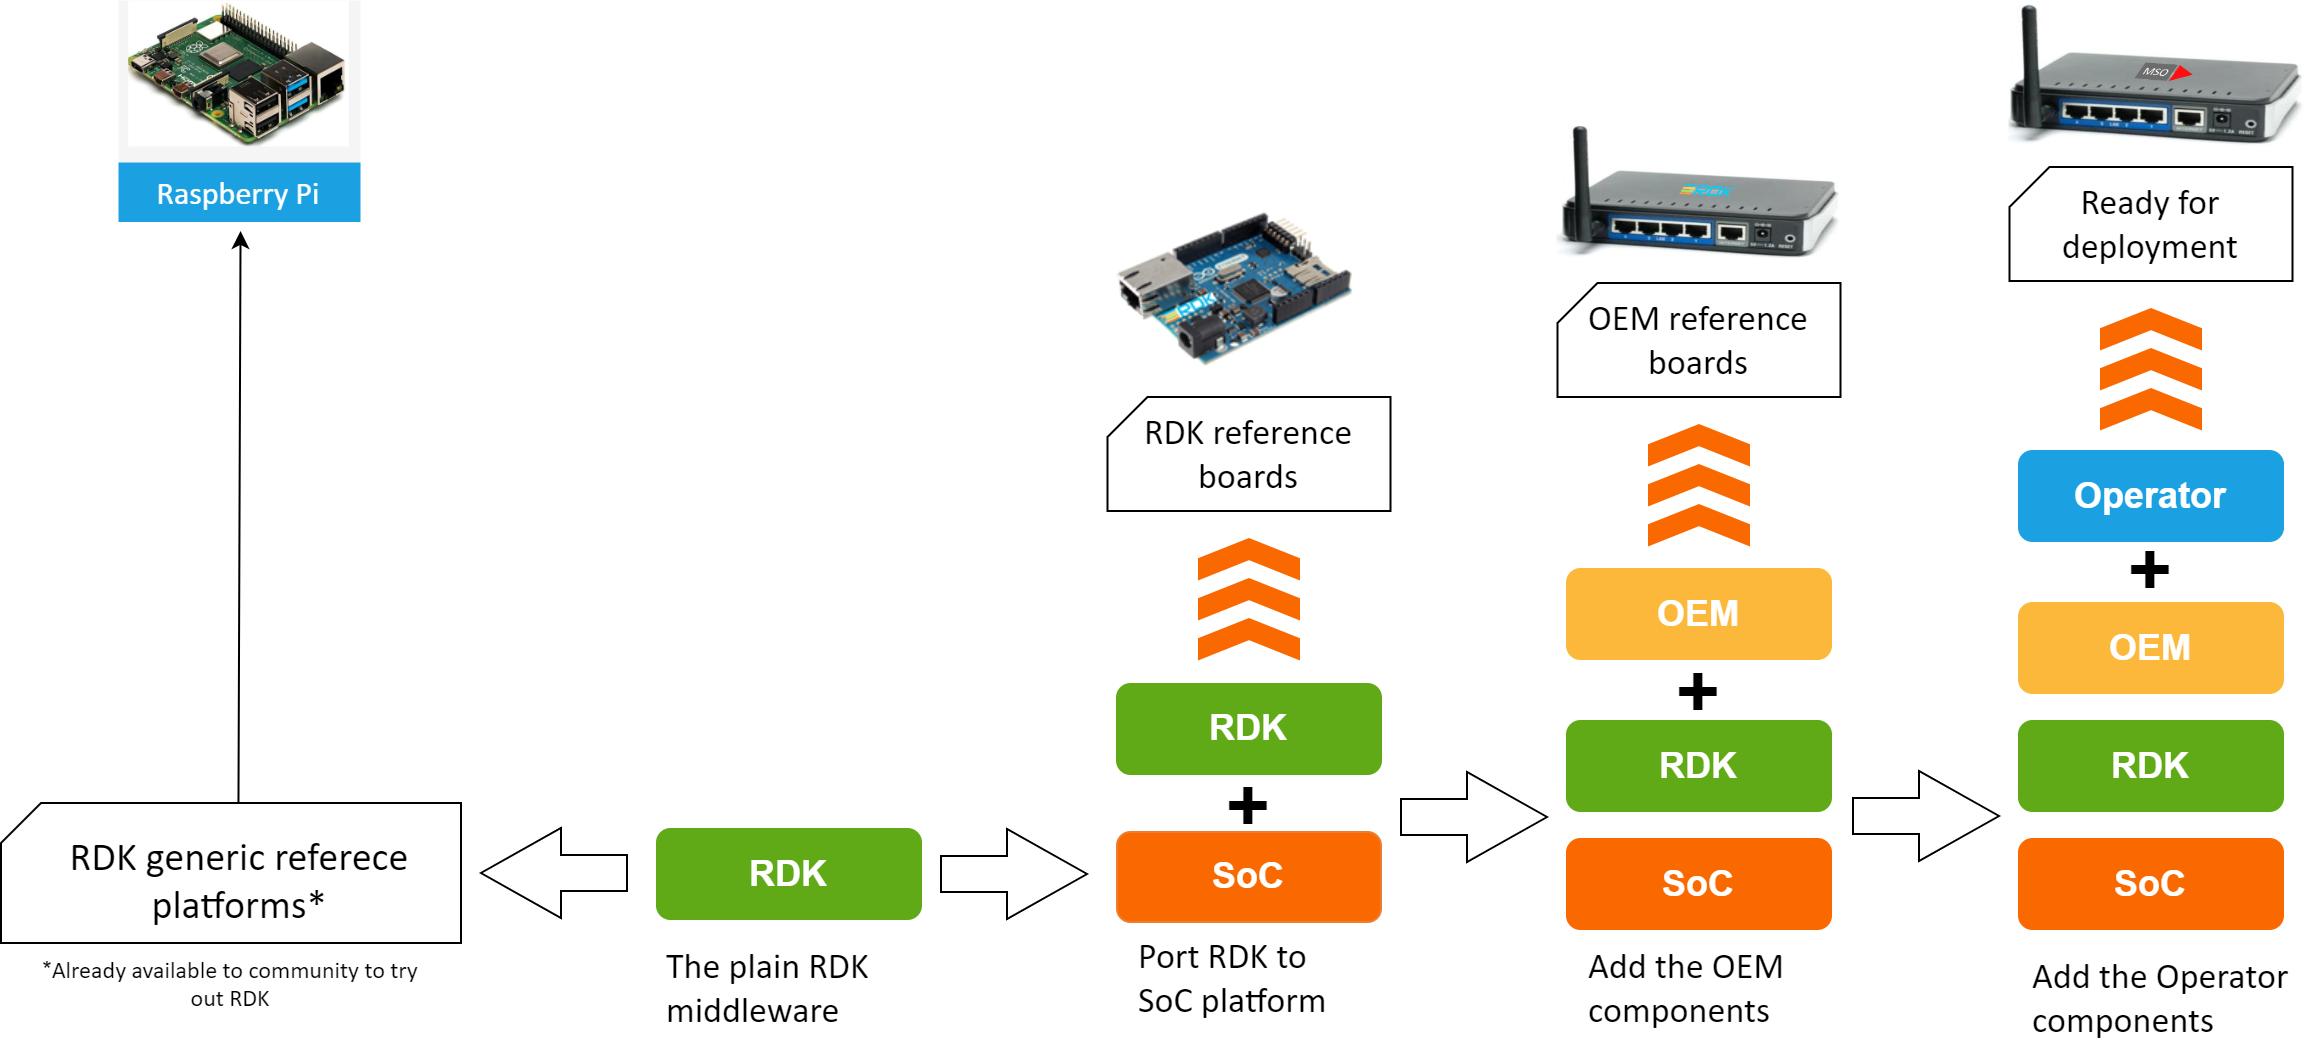 Raspberry Pi
RDK generic referece
platforms*
*Already available to community to try
out RDK
RDK
The plain RDK
middleware
RDK
RDK reference
boards
RDK
+
SoC
Port RDK to
SoC platform
RDK
OEM reference
boards
OEM
+
RDK
SoC
Add the OEM
components
MSO
Ready for
deployment
Operator
+
OEM
RDK
SoC
Add the Operator
components